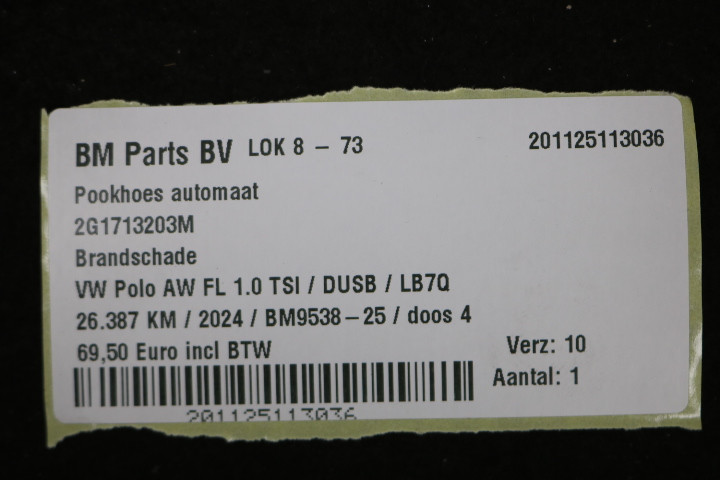 BM Parts BV LOK 8 - 73 201125113036
Pookhoes automaat
2G1713203M
Brandschade
VW Polo AW FL 1.0 TSI / DUSB / LB7Q
26.387 KM / 2024 / BM9538-25 / doos 4
69,50 Euro incl BTW Verz: 10
Aantal: 1
201125113036